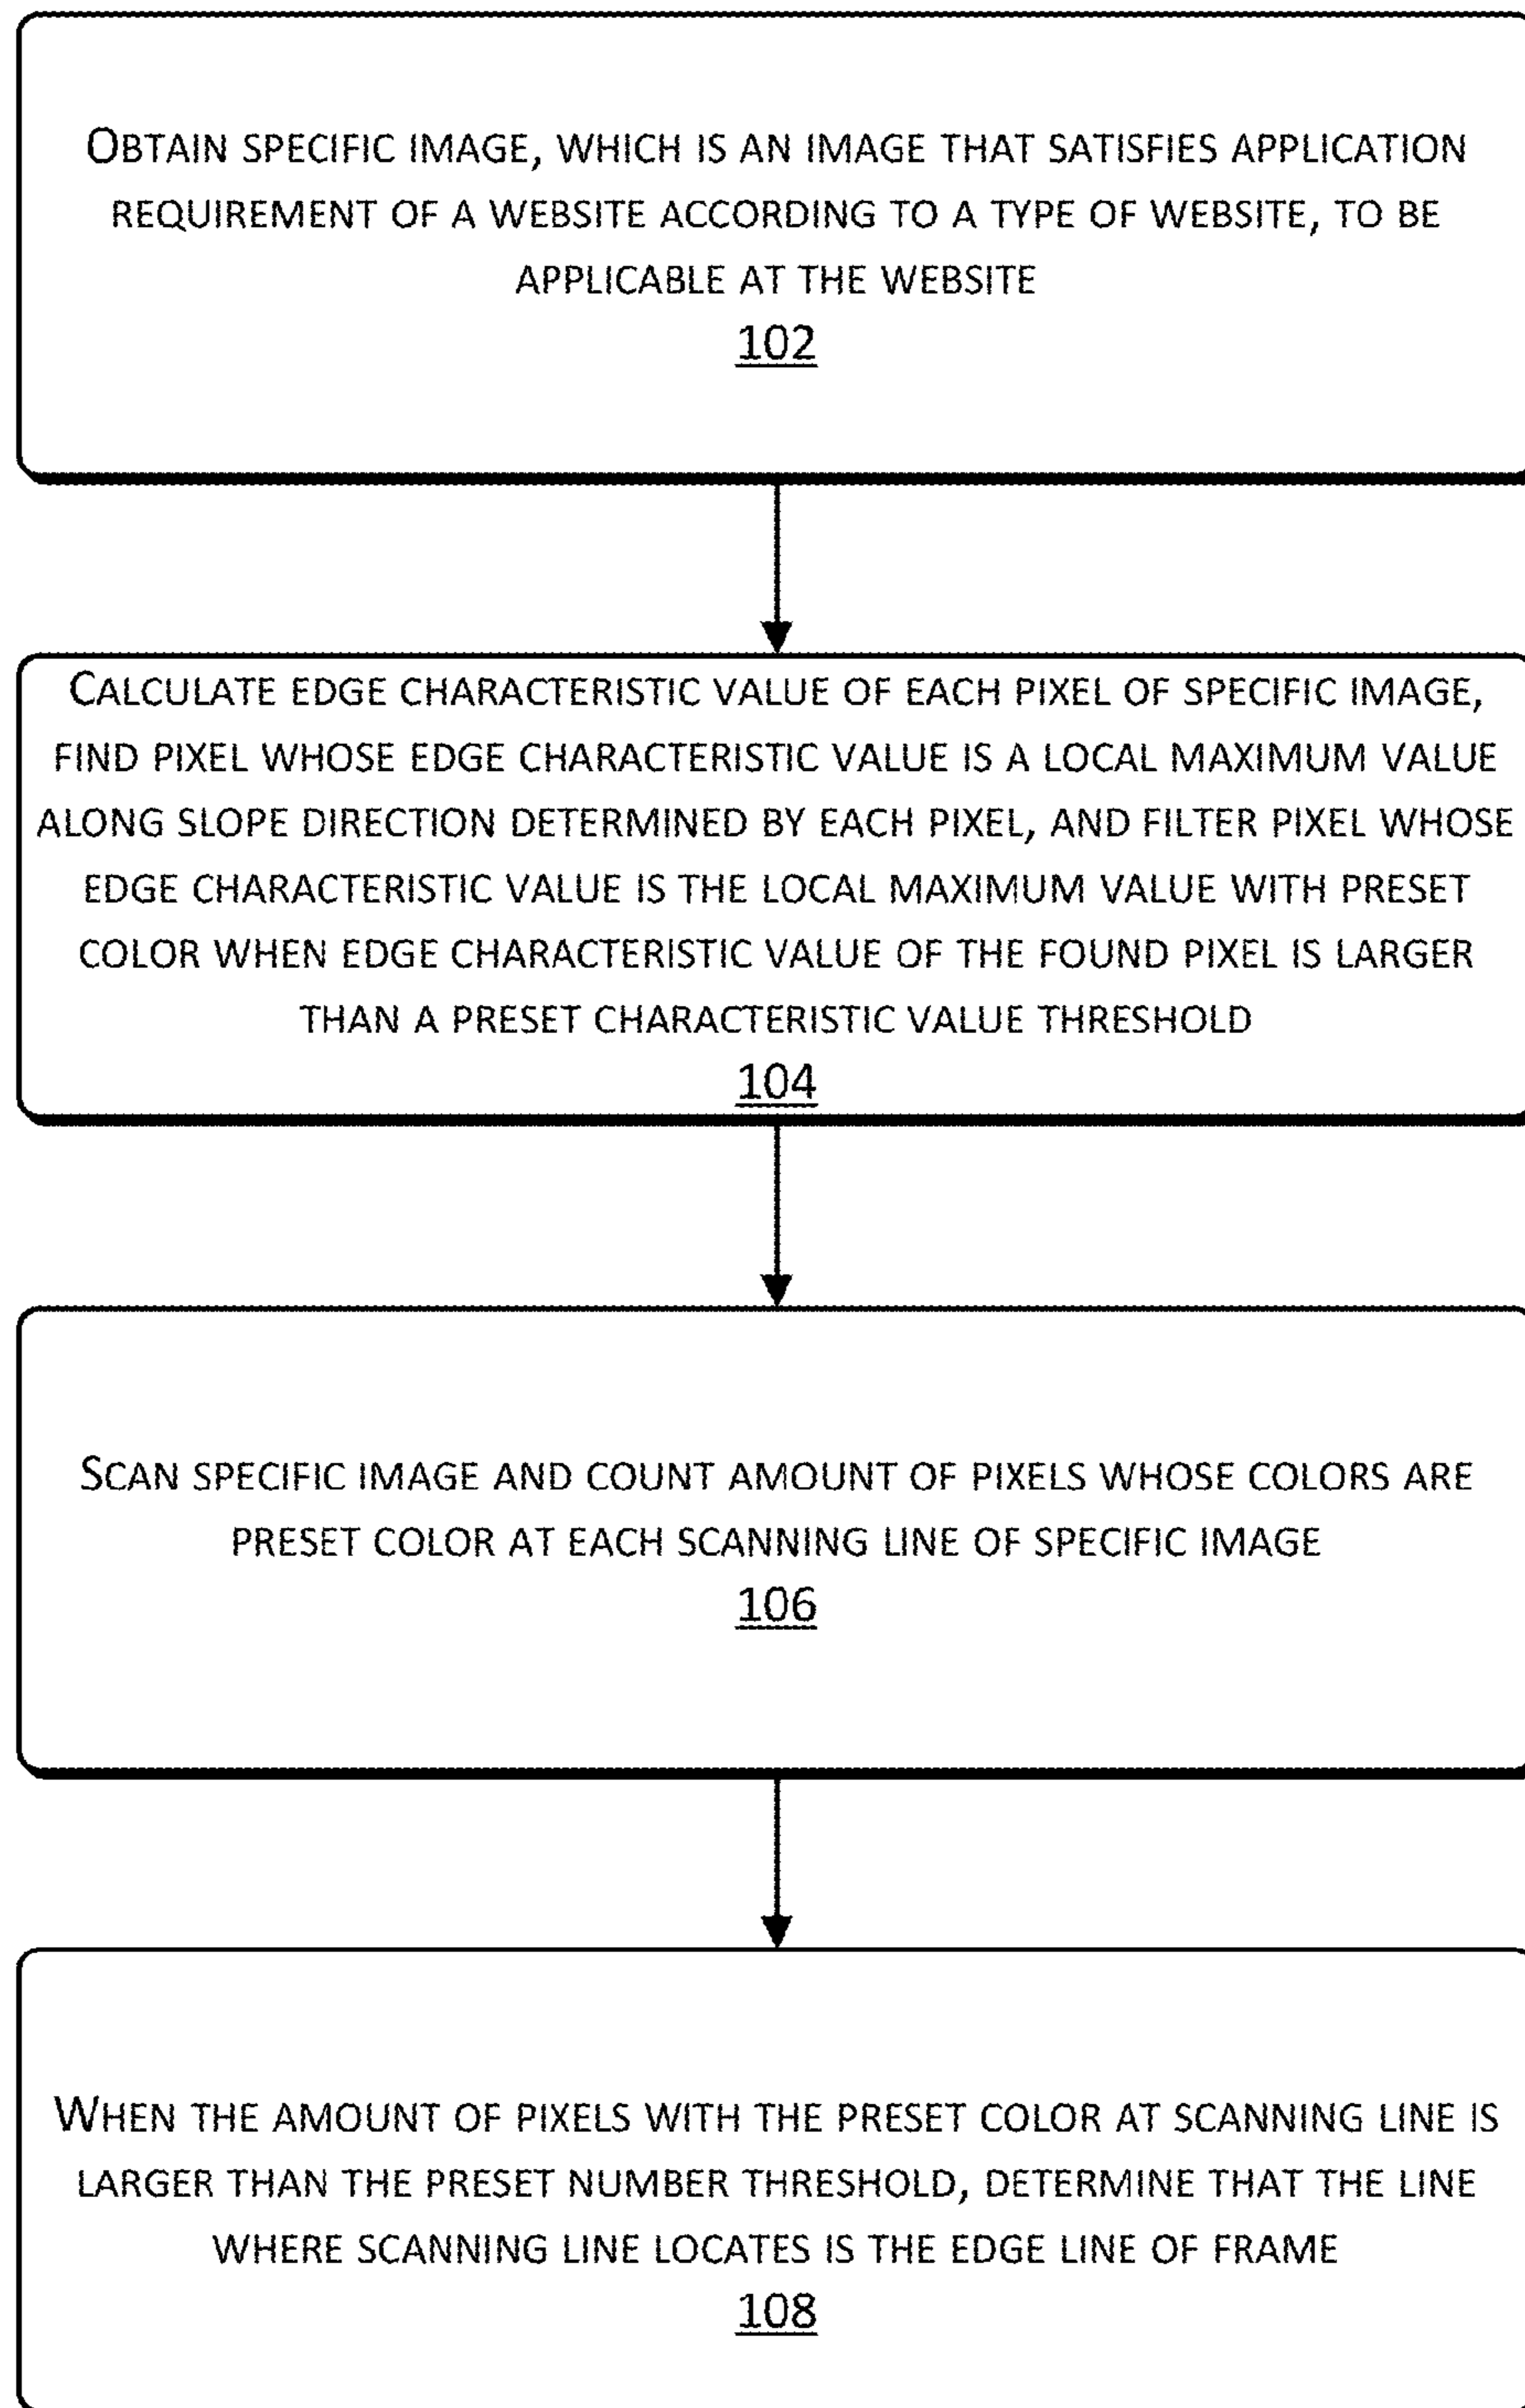 OBTAIN SPECIFIC IMAGE, WHICH IS AN IMAGE THAT SATISFIES APPLICATION
REQUIREMENT OF A WEBSITE ACCORDING TO A TYPE OF WEBSITE, TO BE
APPLICABLE AT THE WEBSITE
102
CALCULATE EDGE CHARACTERISTIC VALUE OF EACH PIXEL OF SPECIFIC IMAGE,
FIND PIXEL WHOSE EDGE CHARACTERISTIC VALUE IS A LOCAL MAXIMUM VALUE
ALONG SLOPE DIRECTION DETERMINED BY EACH PIXEL, AND FILTER PIXEL WHOSE
EDGE CHARACTERISTIC VALUE IS THE LOCAL MAXIMUM VALUE WITH PRESET
COLOR WHEN EDGE CHARACTERISTIC VALUE OF THE FOUND PIXEL IS LARGER
THAN A PRESET CHARACTERISTIC VALUE THRESHOLD
104
SCAN SPECIFIC IMAGE AND COUNT AMOUNT OF PIXELS WHOSE COLORS ARE
PRESET COLOR AT EACH SCANNING LINE OF SPECIFIC IMAGE
106
WHEN THE AMOUNT OF PIXELS WITH THE PRESET COLOR AT SCANNING LINE IS
LARGER THAN THE PRESET NUMBER THRESHOLD, DETERMINE THAT THE LINE
WHERE SCANNING LINE LOCATES IS THE EDGE LINE OF FRAME
108